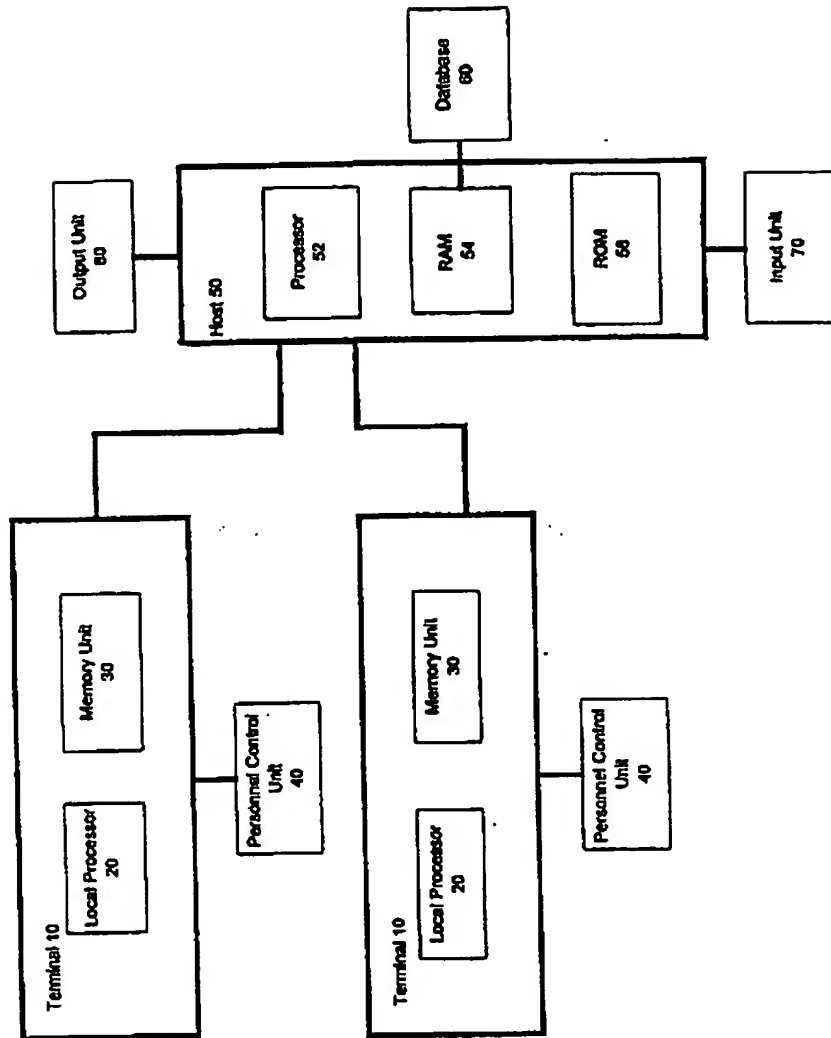 Terminal 10
Local Processor
20
Memory Unit
30
Personnel Control
Unit
40
Terminal 10
Local Processor
20
Memory Unit
30
Personnel Control
Unit
40
Host 50
Output Unit
80
Processor
52
RAM
54
ROM
56
Input Unit
70
Database
60